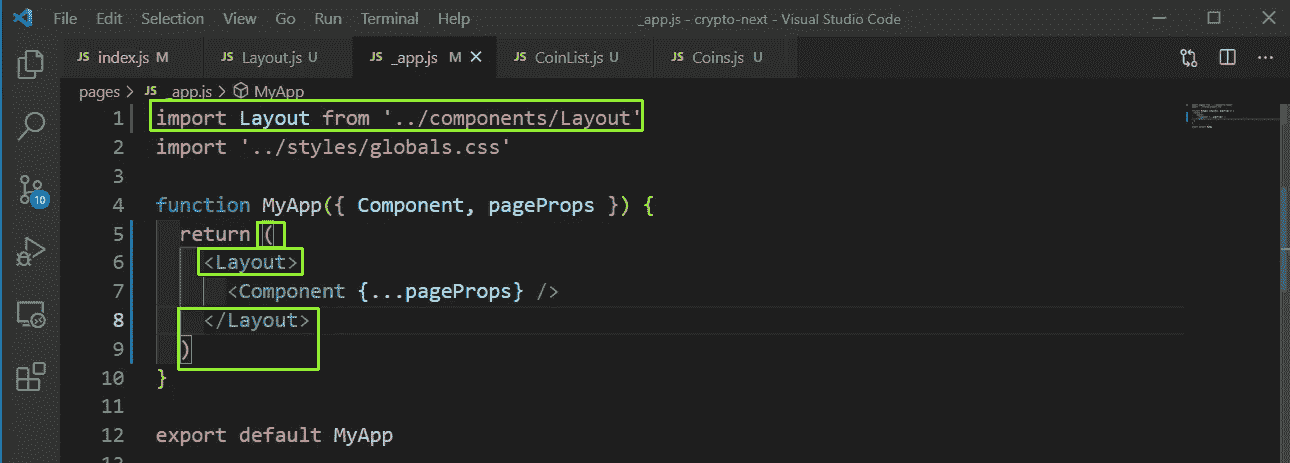 File Edit Selection View Go Run Terminal Help _app.js - crypto-next - Visual Studio Code
JS index.js M JS Layout.js U JS _app.js M JS CoinList.js U JS Coins.js U
pages > JS _app.js > MyApp
1 import Layout from '../components/Layout'
2 import '../styles/globals.css'
3
4 function MyApp({ Component, pageProps }) {
5 return (
6 <Layout>
7 <Component {...pageProps} />
8 </Layout>
9 )
10 }
11
12 export default MyApp
10